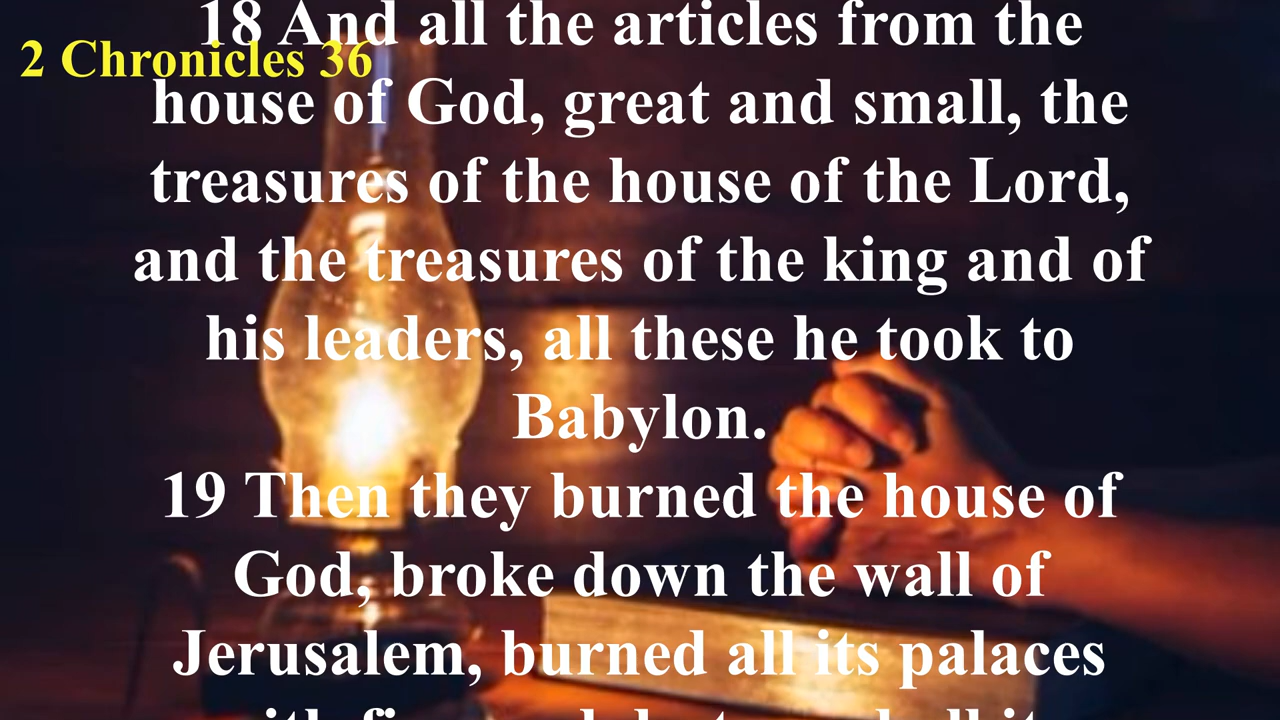 18 And all the articles from the
2 Chronicles 36
house of God, great and small, the
treasures of the house of the Lord,
and the treasures of the king and of
his leaders, all these he took to
Babylon.
19 Then they burned the house of
God, broke down the wall of
Jerusalem, burned all its palaces